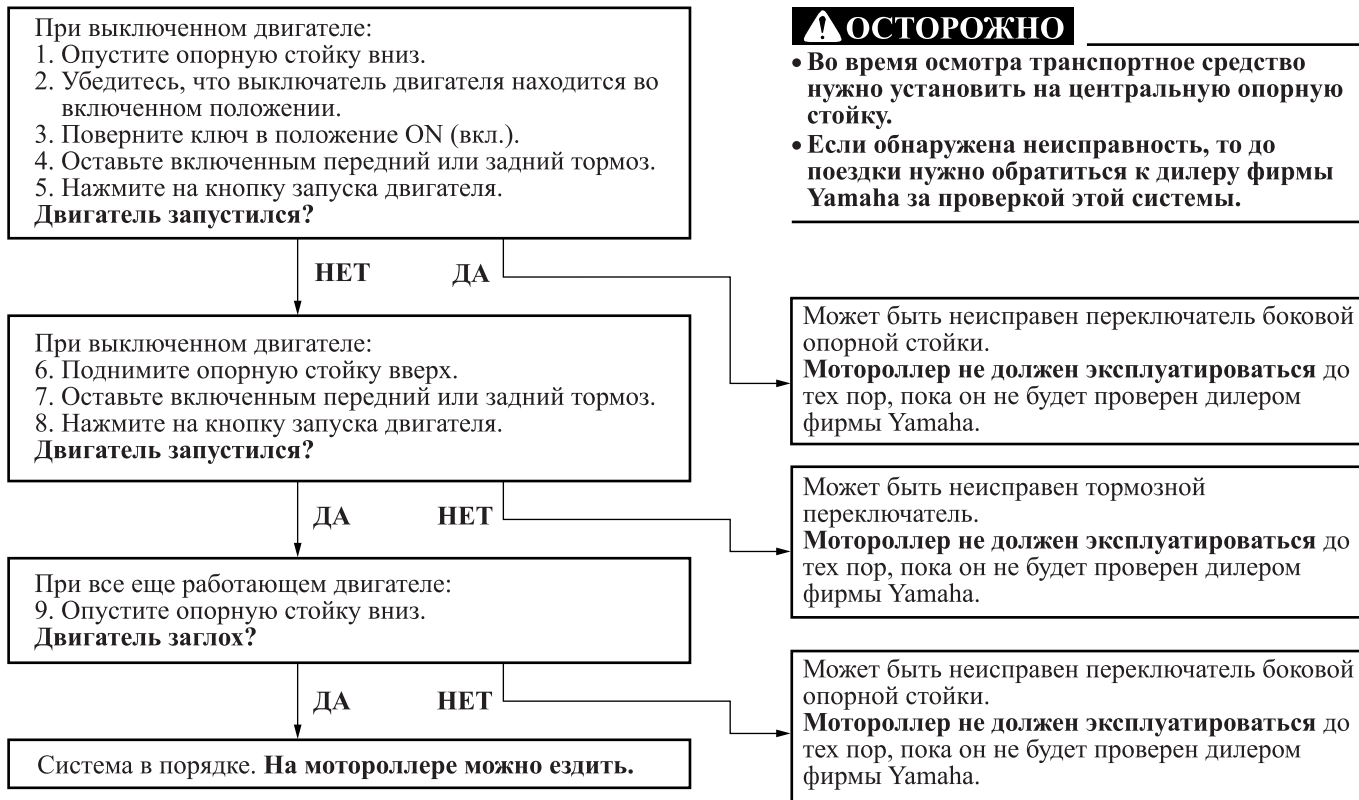 При выключенном двигателе:
1. Опустите опорную стойку вниз.
2. Убедитесь, что выключатель двигателя находится во
включенном положении.
3. Поверните ключ в положение ON (вкл.).
4. Оставьте включенным передний или задний тормоз.
5. Нажмите на кнопку запуска двигателя.
Двигатель запустился?
ОСТОРОЖНО
• Во время осмотра транспортное средство
нужно установить на центральную опорную
стойку.
• Если обнаружена неисправность, то до
поездки нужно обратиться к дилеру фирмы
Yamaha за проверкой этой системы.
НЕТ ДА
Может быть неисправен переключатель боковой
опорной стойки.
Мотороллер не должен эксплуатироваться до
тех пор, пока он не будет проверен дилером
фирмы Yamaha.
При выключенном двигателе:
6. Поднимите опорную стойку вверх.
7. Оставьте включенным передний или задний тормоз.
8. Нажмите на кнопку запуска двигателя.
Двигатель запустился?
ДА НЕТ
Может быть неисправен тормозной
переключатель.
Мотороллер не должен эксплуатироваться до
тех пор, пока он не будет проверен дилером
фирмы Yamaha.
При все еще работающем двигателе:
9. Опустите опорную стойку вниз.
Двигатель заглох?
ДА НЕТ
Может быть неисправен переключатель боковой
опорной стойки.
Мотороллер не должен эксплуатироваться до
тех пор, пока он не будет проверен дилером
фирмы Yamaha.
Система в порядке. На мотороллере можно ездить.